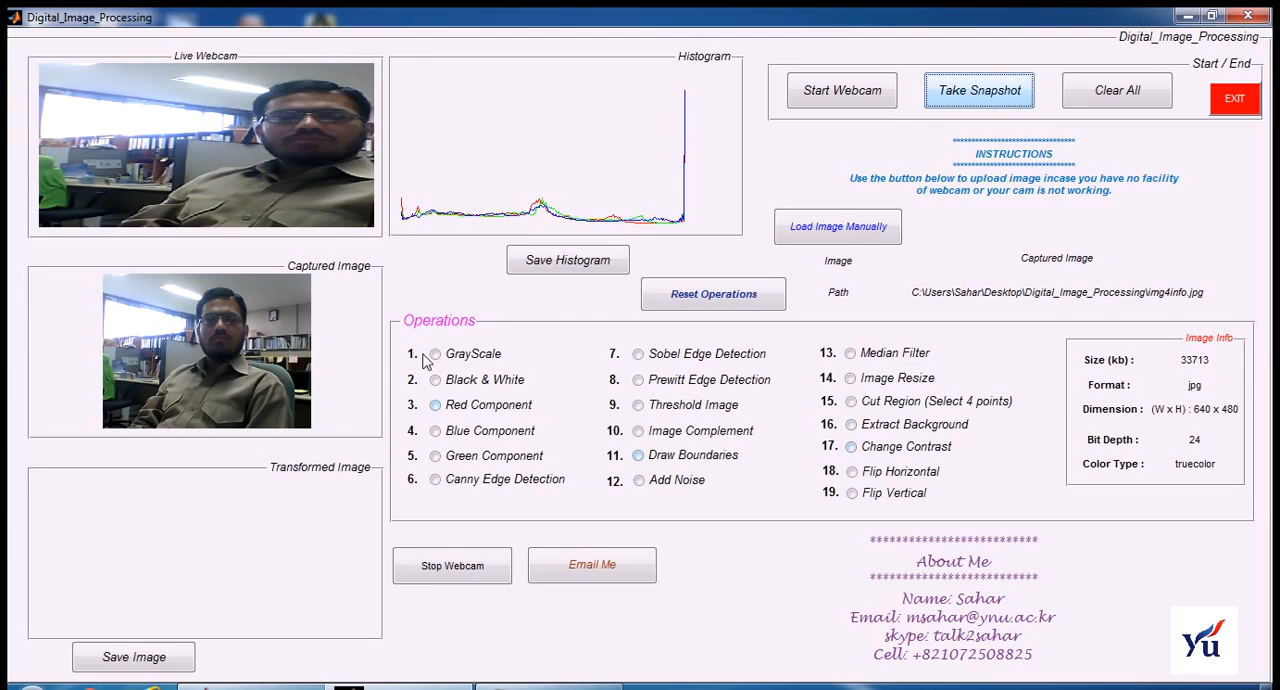 Digital_Image_Processing
Digital_Image_Processing
Live Webcam
Histogram
Start / End
Start Webcam
Take Snapshot
Clear All
EXIT
*****************************
INSTRUCTIONS
*****************************
Use the button below to upload image incase you have no facility
of webcam or your cam is not working.
Load Image Manually
Save Histogram
Image
Captured Image
Captured Image
Reset Operations
Path
C:\Users\Sahar\Desktop\Digital_Image_Processing\img4info.jpg
Operations
1. GrayScale
2. Black & White
3. Red Component
4. Blue Component
5. Green Component
6. Canny Edge Detection
7. Sobel Edge Detection
8. Prewitt Edge Detection
9. Threshold Image
10. Image Complement
11. Draw Boundaries
12. Add Noise
13. Median Filter
14. Image Resize
15. Cut Region (Select 4 points)
16. Extract Background
17. Change Contrast
18. Flip Horizontal
19. Flip Vertical
Image Info
Size (kb) : 33713
Format : jpg
Dimension : (W x H) : 640 x 480
Bit Depth : 24
Color Type : truecolor
Transformed Image
Stop Webcam
Email Me
Save Image
**************************
About Me
**************************
Name: Sahar
Email: msahar@ynu.ac.kr
skype: talk2sahar
Cell: +821072508825
yu